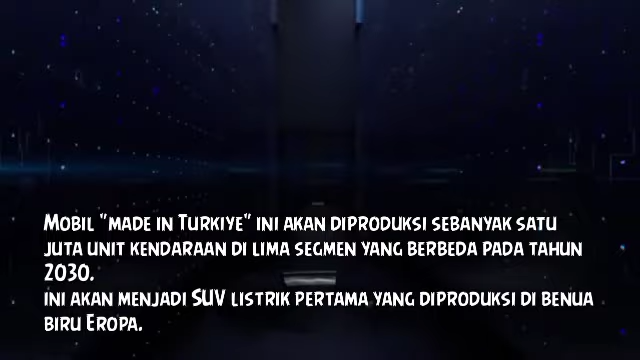 Mobil "made in Turkiye" ini akan diproduksi sebanyak satu
juta unit kendaraan di lima segmen yang berbeda pada tahun
2030.
ini akan menjadi SUV listrik pertama yang diproduksi di benua
biru Eropa.